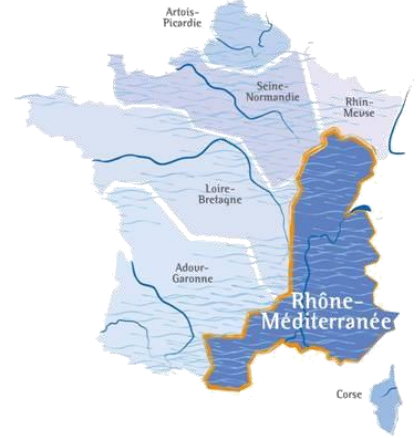 Artois-
Picardie
Seine-
Normandie
Rhin-
Meuse
Loire-
Bretagne
Adour-
Garonne
Rhône-
Méditerranée
Corse